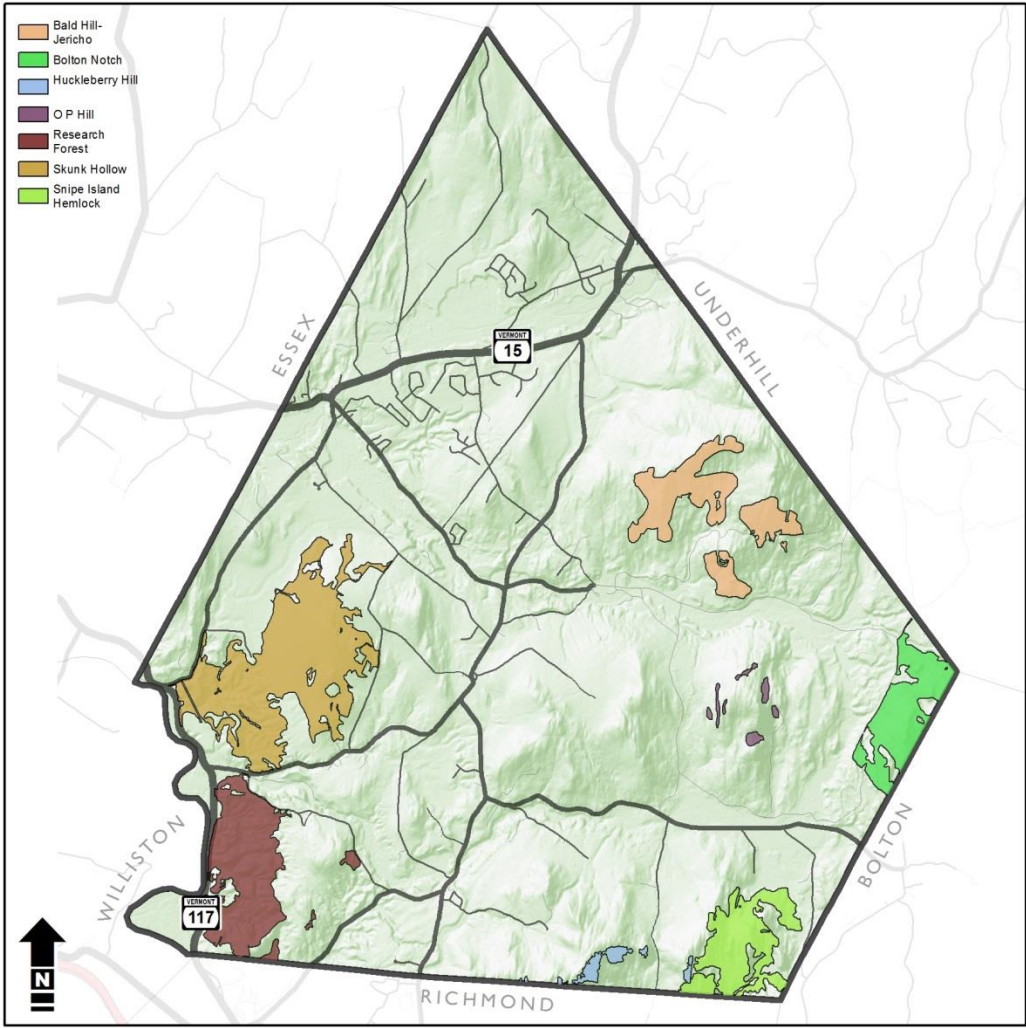 Bald Hill-
Jericho
Bolton Notch
Huckleberry Hill
O P Hill
Research
Forest
Skunk Hollow
Snipe Island
Hemlock
ESSEX
UNDERHILL
VERMONT
15
WILLISTON
VERMONT
117
BOLTON
RICHMOND
N